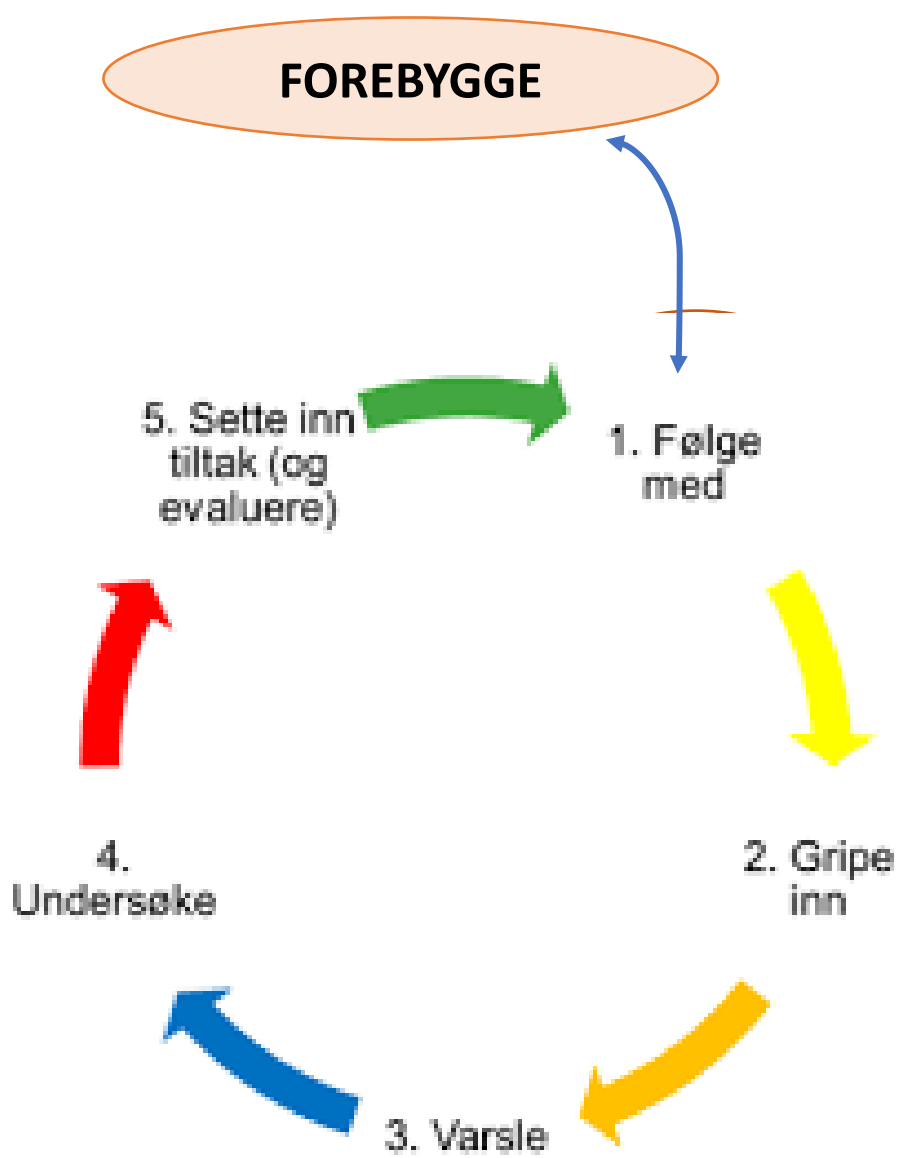 FOREBYGGE
1. Følge
med
2. Gripe
inn
3. Varsle
4.
Undersøke
5. Sette inn
tiltak (og
evaluere)